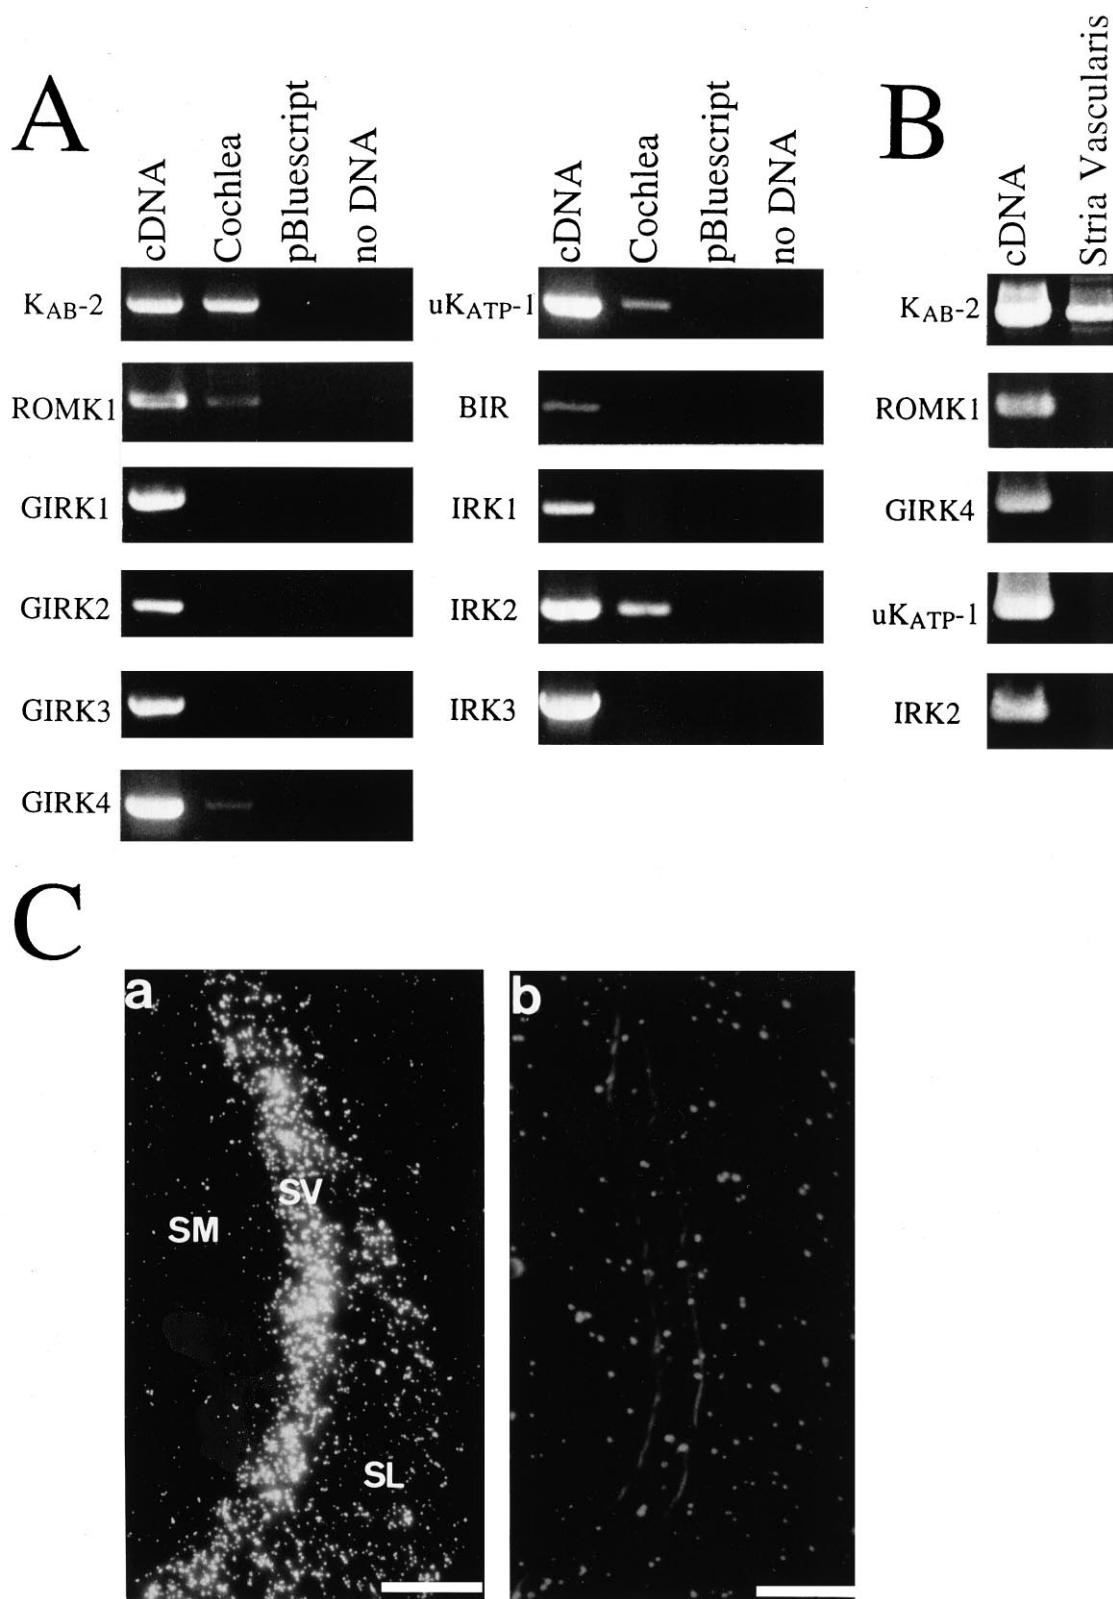 A
cDNA
Cochlea
pBluescript
no DNA
KAB-2
ROMK1
GIRK1
GIRK2
GIRK3
GIRK4
cDNA
Cochlea
pBluescript
no DNA
uKATP-1
BIR
IRK1
IRK2
IRK3
B
cDNA
Stria Vascularis
KAB-2
ROMK1
GIRK4
uKATP-1
IRK2
C
a
SV
SM
SL
b